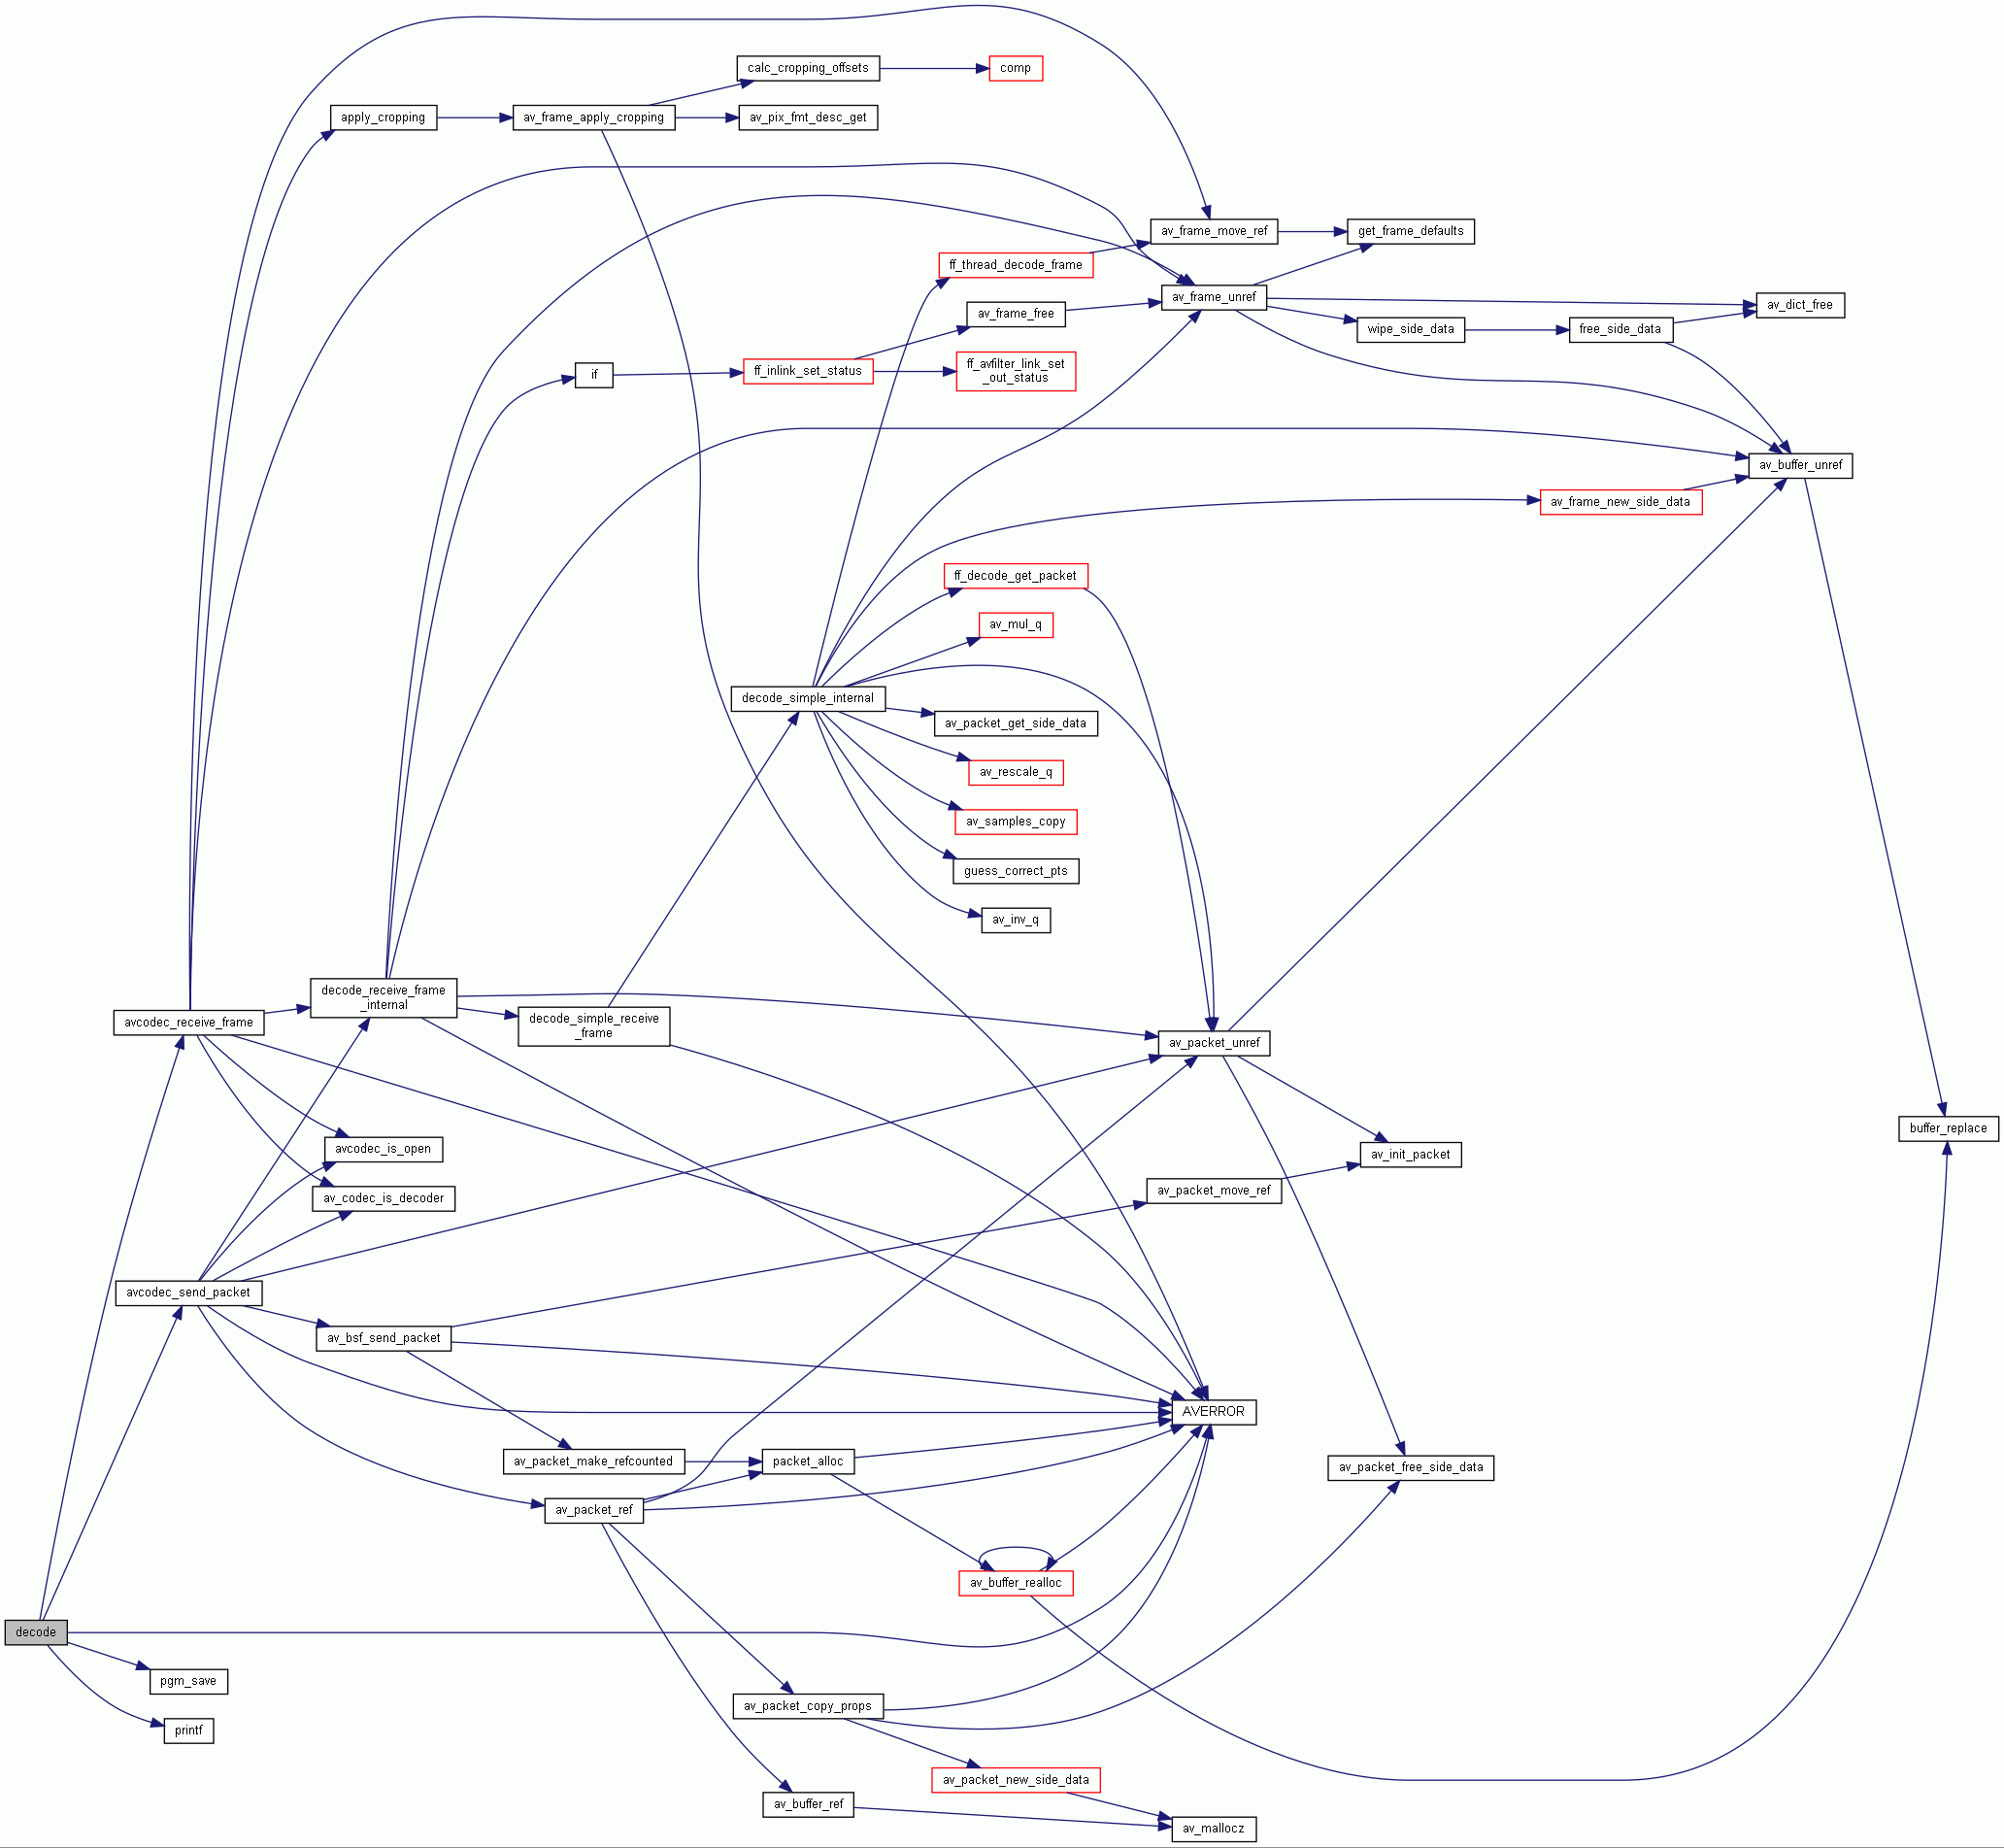 calc_cropping_offsets
comp
apply_cropping
av_frame_apply_cropping
av_pix_fmt_desc_get
av_frame_move_ref
get_frame_defaults
ff_thread_decode_frame
av_frame_unref
av_dict_free
av_frame_free
wipe_side_data
free_side_data
if
ff_inlink_set_status
ff_avfilter_link_set
_out_status
av_buffer_unref
av_frame_new_side_data
ff_decode_get_packet
av_mul_q
decode_simple_internal
av_packet_get_side_data
av_rescale_q
av_samples_copy
guess_correct_pts
av_inv_q
decode_receive_frame
_internal
avcodec_receive_frame
decode_simple_receive
_frame
av_packet_unref
buffer_replace
avcodec_is_open
av_init_packet
av_codec_is_decoder
av_packet_move_ref
avcodec_send_packet
av_bsf_send_packet
AVERROR
av_packet_make_refcounted
packet_alloc
av_packet_free_side_data
av_packet_ref
av_buffer_realloc
decode
pgm_save
av_packet_copy_props
printf
av_packet_new_side_data
av_buffer_ref
av_mallocz